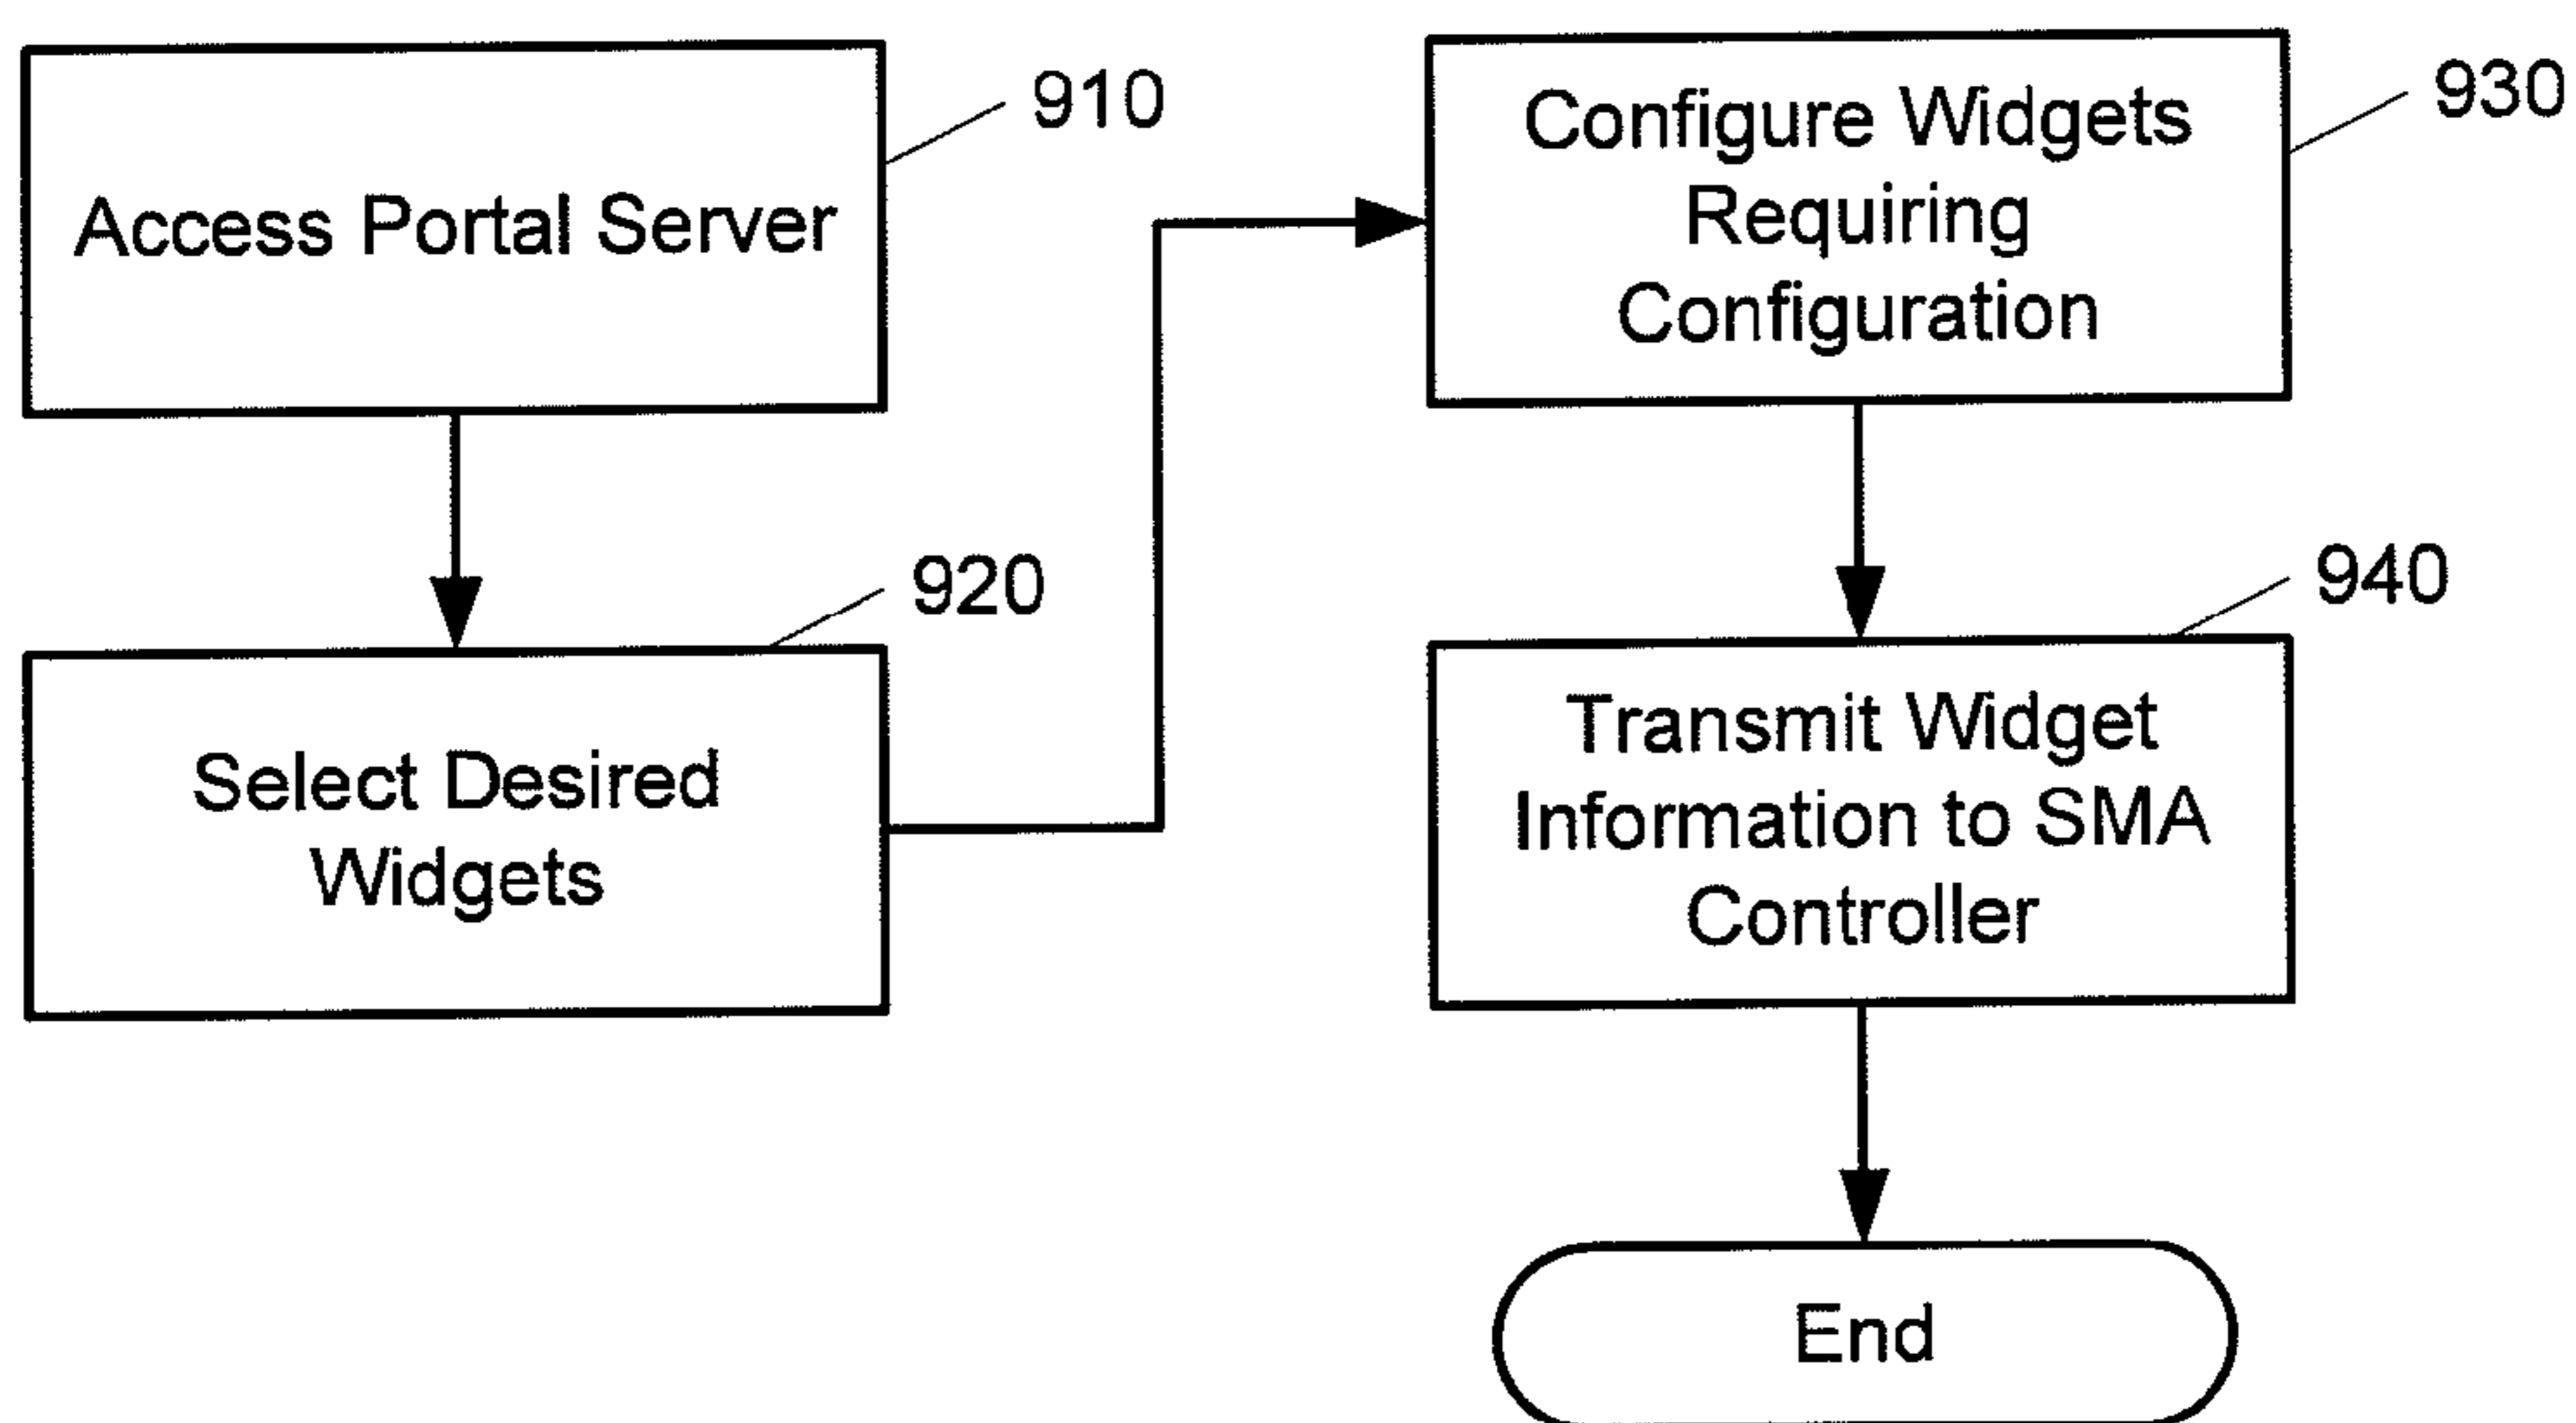 Access Portal Server
910
Select Desired
Widgets
920
Configure Widgets
Requiring
Configuration
930
Transmit Widget
Information to SMA
Controller
940
End